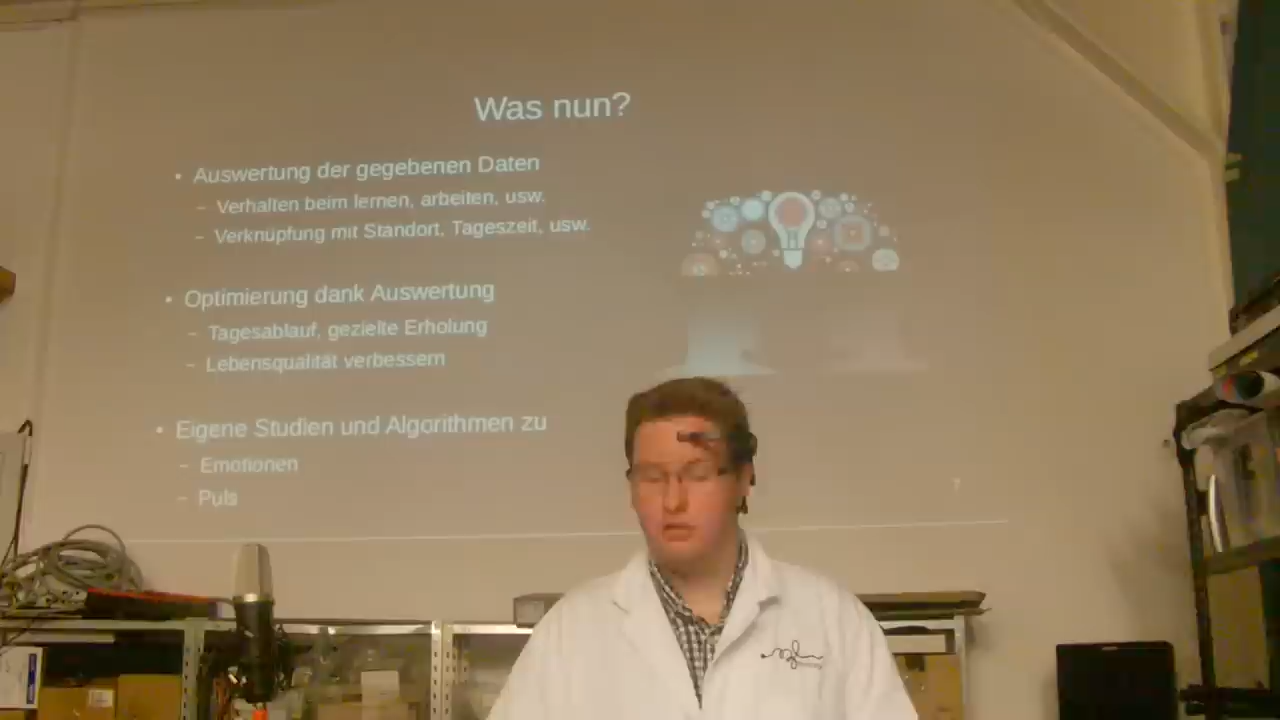 Was nun?
• Auswertung der gegebenen Daten
– Verhalten beim lernen, arbeiten, usw.
– Verknüpfung mit Standort, Tageszeit, usw.
• Optimierung dank Auswertung
– Tagesablauf, gezielte Erholung
– Lebensqualität verbessern
• Eigene Studien und Algorithmen zu
– Emotionen
– Puls